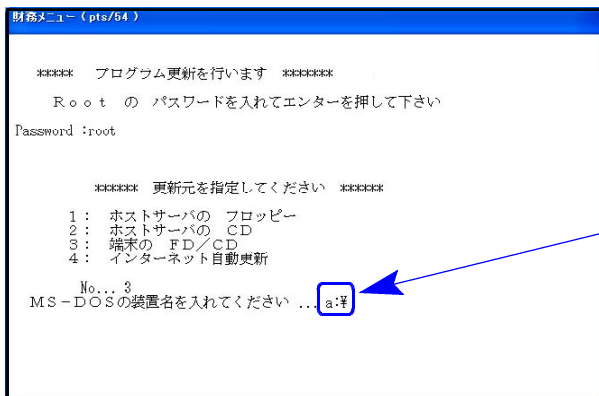 財務メニュー ( pts/54 )
***** プログラム更新を行います *******
Ｒｏｏｔ の パスワードを入れてエンターを押して下さい
Password :root
****** 更新元を指定してください ******
１： ホストサーバの フロッピー
２： ホストサーバの ＣＤ
３： 端末の ＦＤ／ＣＤ
４： インターネット自動更新
No... 3
ＭＳ－ＤＯＳの装置名を入れてください ... a:¥